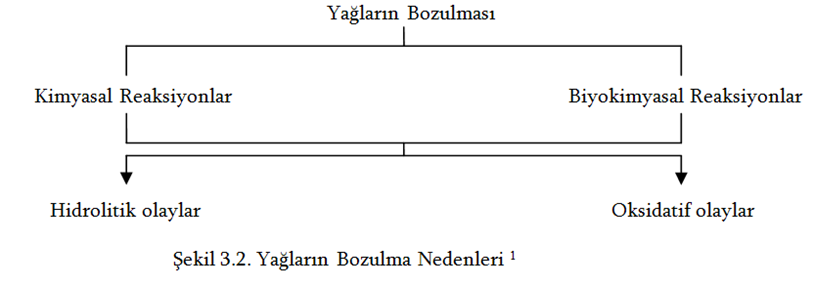 Yağların Bozulması
Kimyasal Reaksiyonlar Biyokimyasal Reaksiyonlar
Hidrolitik olaylar Oksidatif olaylar
Şekil 3.2. Yağların Bozulma Nedenleri ¹